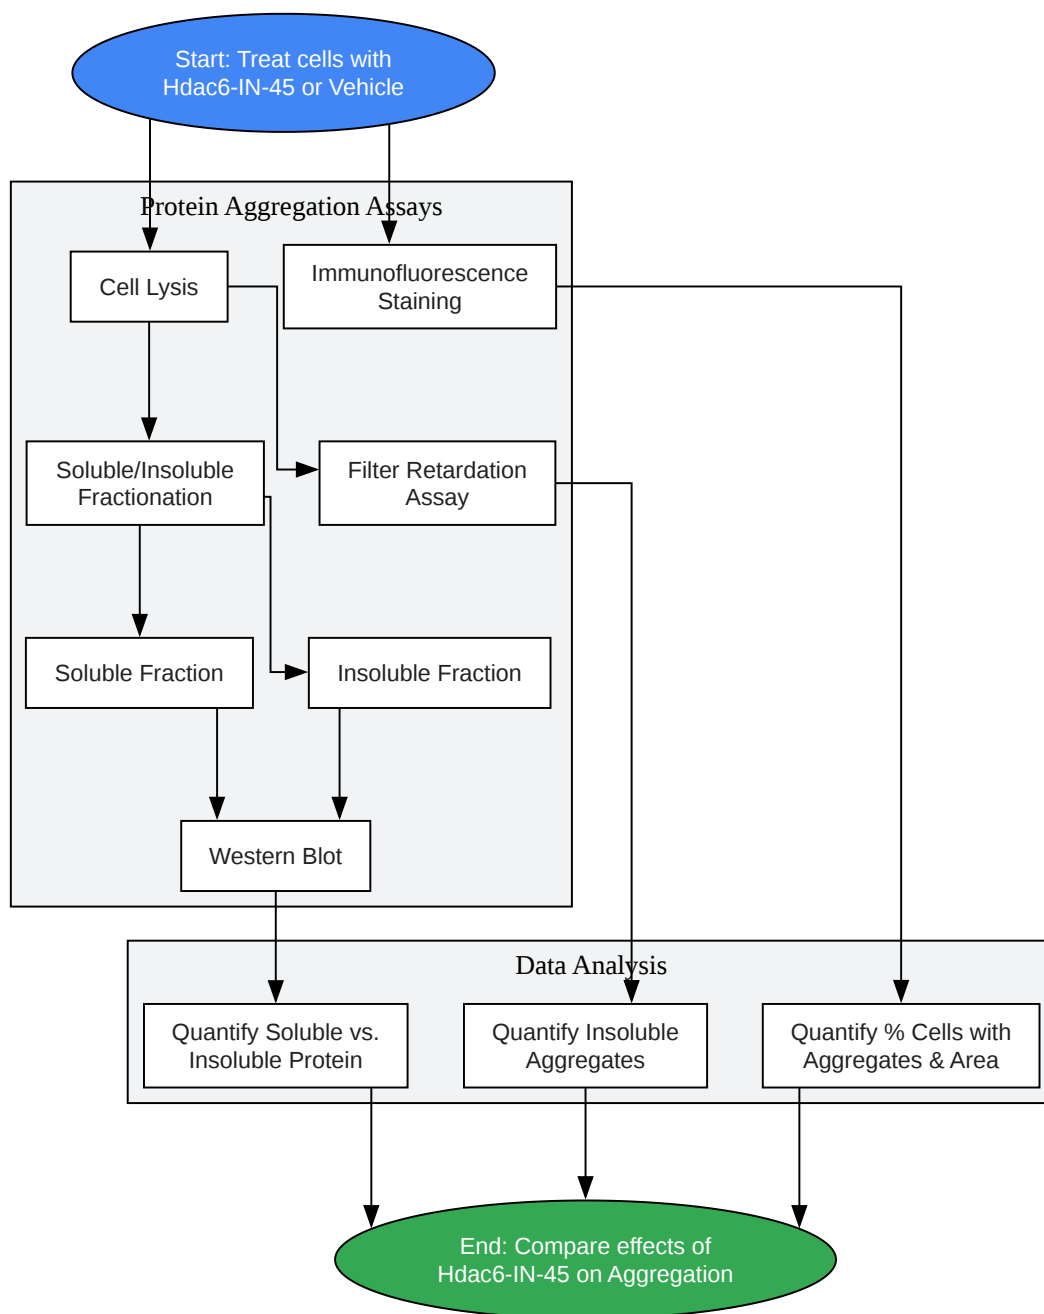 Start: Treat cells with
Hdac6-IN-45 or Vehicle
Protein Aggregation Assays
Cell Lysis
Immunofluorescence
Staining
Soluble/Insoluble
Fractionation
Filter Retardation
Assay
Soluble Fraction
Insoluble Fraction
Western Blot
Data Analysis
Quantify Soluble vs.
Insoluble Protein
Quantify Insoluble
Aggregates
Quantify % Cells with
Aggregates & Area
End: Compare effects of
Hdac6-IN-45 on Aggregation